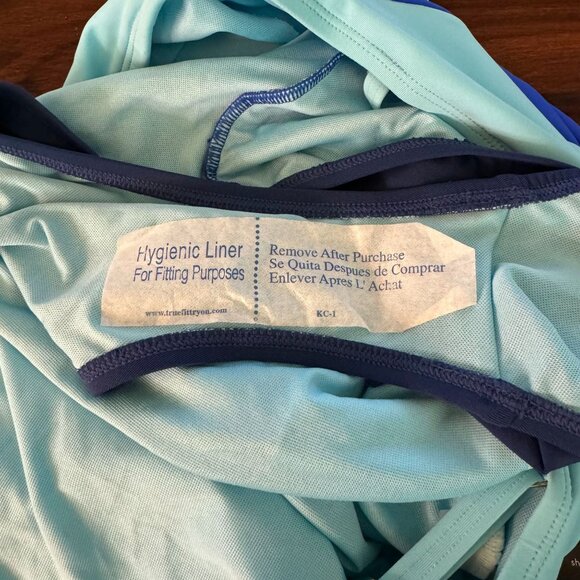 Hygienic Liner
For Fitting Purposes
www.truefittryon.com
Remove After Purchase
Se Quita Despues de Comprar
Enlever Apres L' Achat
KC-1